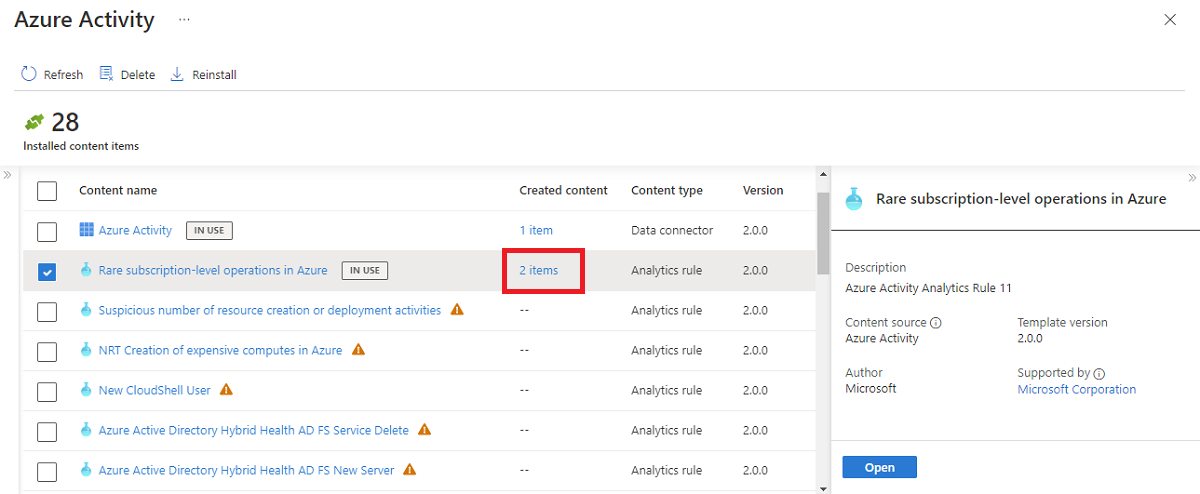 Azure Activity ...
Refresh Delete Reinstall
28
Installed content items
Content name Created content Content type Version
Azure Activity IN USE 1 item Data connector 2.0.0
Rare subscription-level operations in Azure IN USE 2 items Analytics rule 2.0.0
Suspicious number of resource creation or deployment activities -- Analytics rule 2.0.0
NRT Creation of expensive computes in Azure -- Analytics rule 2.0.0
New CloudShell User -- Analytics rule 2.0.0
Azure Active Directory Hybrid Health AD FS Service Delete -- Analytics rule 2.0.0
Azure Active Directory Hybrid Health AD FS New Server -- Analytics rule 2.0.0
Rare subscription-level operations in Azure
Description
Azure Activity Analytics Rule 11
Content source Template version
Azure Activity 2.0.0
Author Supported by
Microsoft Microsoft Corporation
Open